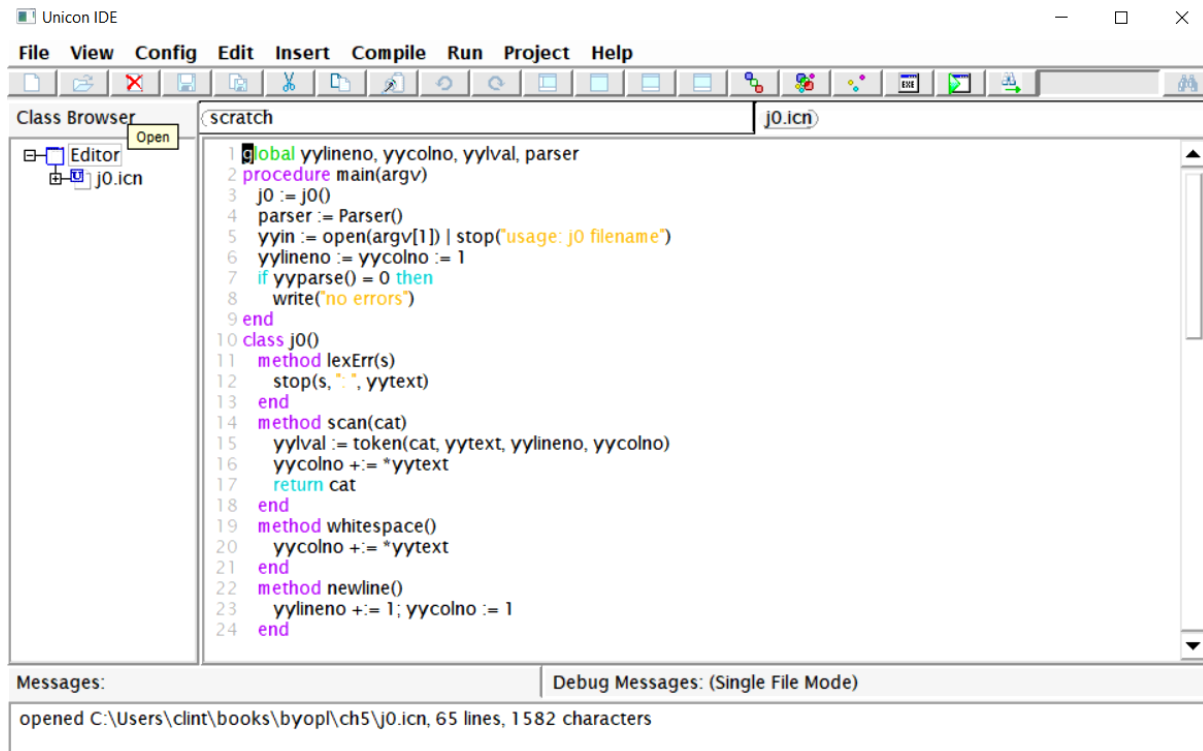 Unicon IDE
File View Config Edit Insert Compile Run Project Help
EXE
Class Browser
Open
scratch
j0.icn
Editor
j0.icn
1 global yylineno, yycolno, yylval, parser
2 procedure main(argv)
3 j0 := j0()
4 parser := Parser()
5 yyin := open(argv[1]) | stop("usage: j0 filename")
6 yylineno := yycolno := 1
7 if yyparse() = 0 then
8 write("no errors")
9 end
10 class j0()
11 method lexErr(s)
12 stop(s, ": ", yytext)
13 end
14 method scan(cat)
15 yylval := token(cat, yytext, yylineno, yycolno)
16 yycolno +:= *yytext
17 return cat
18 end
19 method whitespace()
20 yycolno +:= *yytext
21 end
22 method newline()
23 yylineno +:= 1; yycolno := 1
24 end
Messages:
Debug Messages: (Single File Mode)
opened C:\Users\clint\books\byopl\ch5\j0.icn, 65 lines, 1582 characters